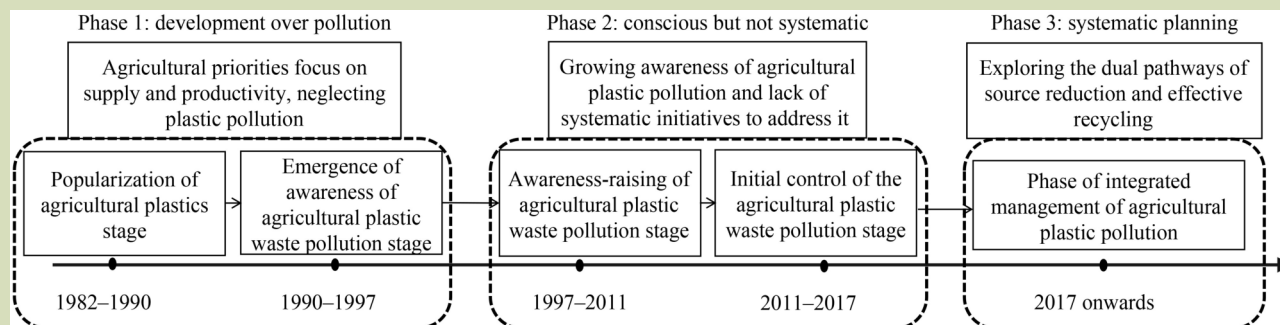 Phase 1: development over pollution
Agricultural priorities focus on
supply and productivity, neglecting
plastic pollution
Popularization of
agricultural plastics
stage
Emergence of
awareness of
agricultural plastic
waste pollution stage
1982–1990
1990–1997
Phase 2: conscious but not systematic
Growing awareness of agricultural
plastic pollution and lack of
systematic initiatives to address it
Awareness-raising of
agricultural plastic
waste pollution stage
Initial control of the
agricultural plastic
waste pollution stage
1997–2011
2011–2017
Phase 3: systematic planning
Exploring the dual pathways of
source reduction and effective
recycling
Phase of integrated
management of agricultural
plastic pollution
2017 onwards